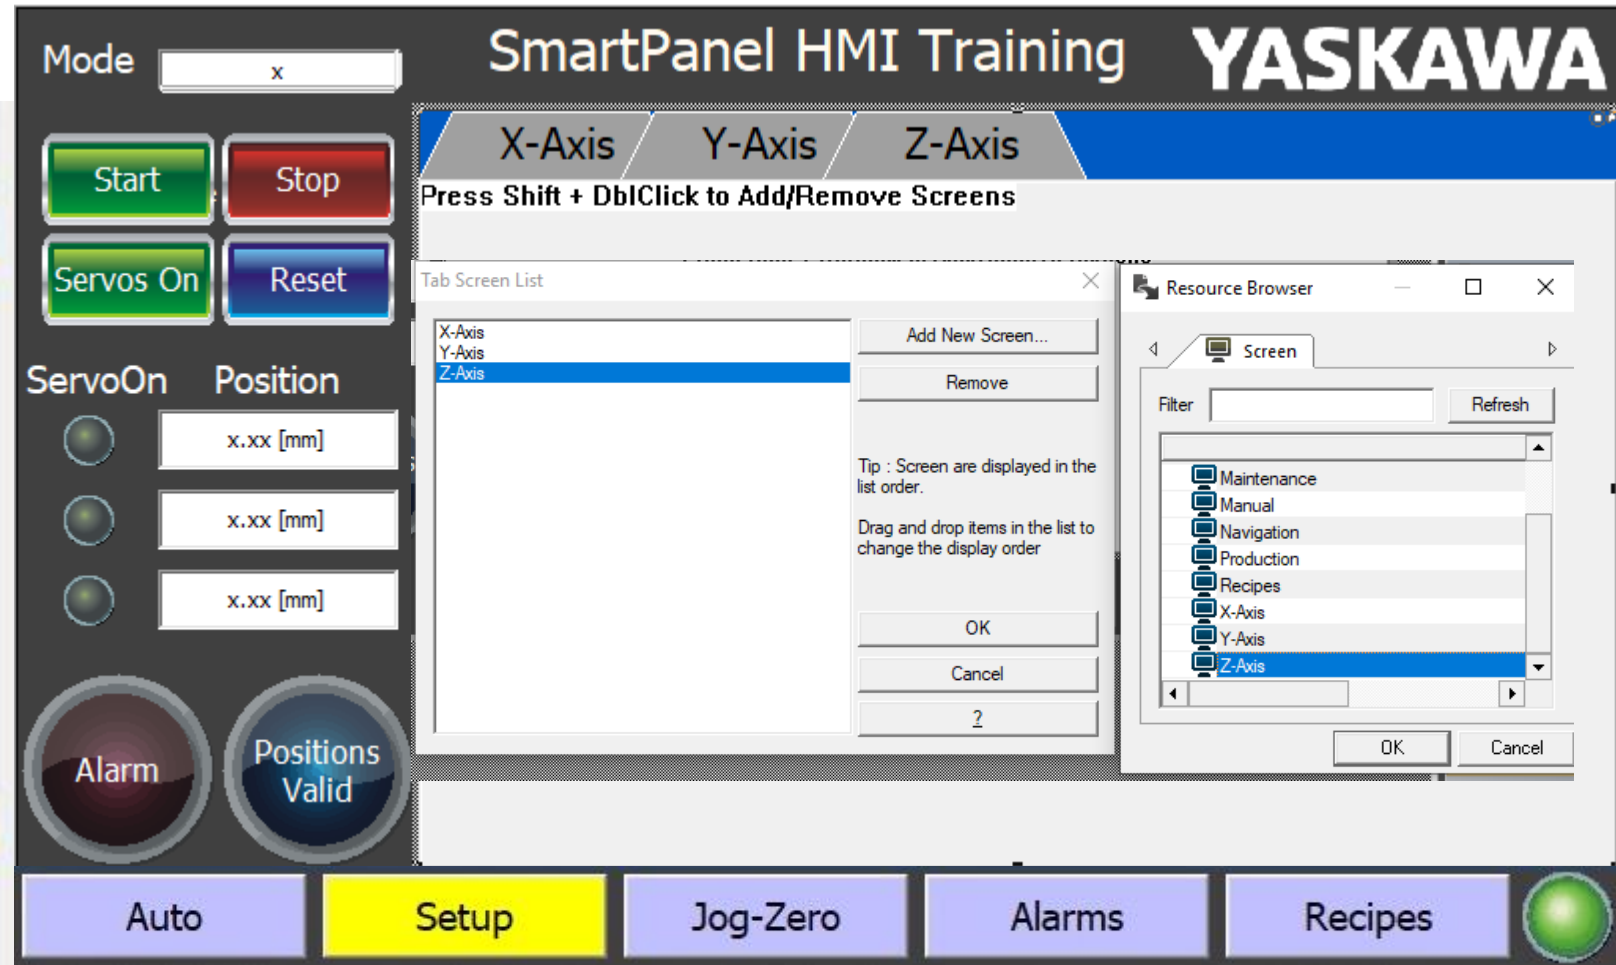 SmartPanel HMI Training
YASKAWA
Mode
x
Start
Stop
Servos On
Reset
ServoOn
Position
x.xx [mm]
x.xx [mm]
x.xx [mm]
Alarm
Positions
Valid
X-Axis
Y-Axis
Z-Axis
Press Shift + DblClick to Add/Remove Screens
Tab Screen List
X-Axis
Y-Axis
Z-Axis
Add New Screen...
Remove
Tip : Screen are displayed in the
list order.
Drag and drop items in the list to
change the display order
OK
Cancel
?
Resource Browser
Screen
Filter
Refresh
Maintenance
Manual
Navigation
Production
Recipes
X-Axis
Y-Axis
Z-Axis
OK
Cancel
Auto
Setup
Jog-Zero
Alarms
Recipes